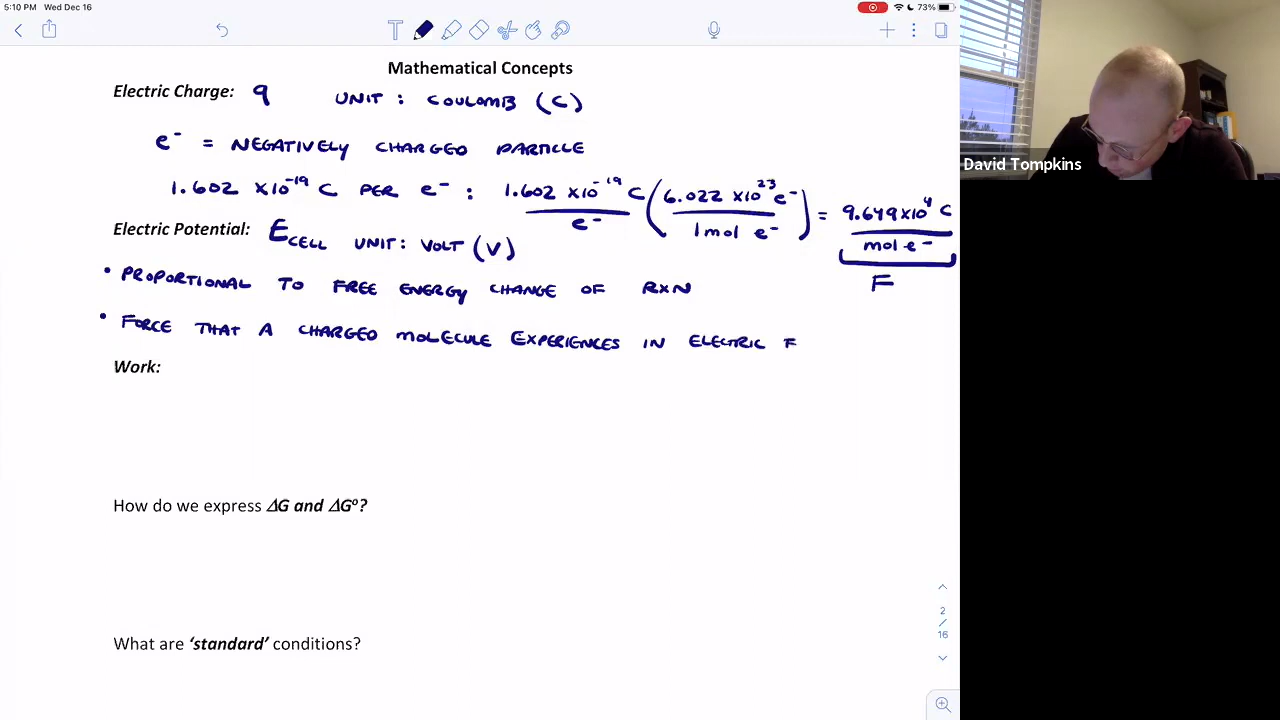 5:10 PM Wed Dec 16
73%
Mathematical Concepts
Electric Charge: q UNIT: COULOMB (C)
e⁻ = NEGATIVELY CHARGED PARTICLE
1.602 x10⁻¹⁹ C PER e⁻ : 1.602 x10⁻¹⁹ C / e⁻ (6.022 x10²³ e⁻ / 1 mol e⁻) = 9.649 x10⁴ C / mol e⁻
F
Electric Potential: E CELL UNIT: VOLT (V)
• PROPORTIONAL TO FREE ENERGY CHANGE OF RXN
• FORCE THAT A CHARGED MOLECULE EXPERIENCES IN ELECTRIC F
Work:
How do we express ΔG and ΔG°?
What are ‘standard’ conditions?
2
/
16
David Tompkins